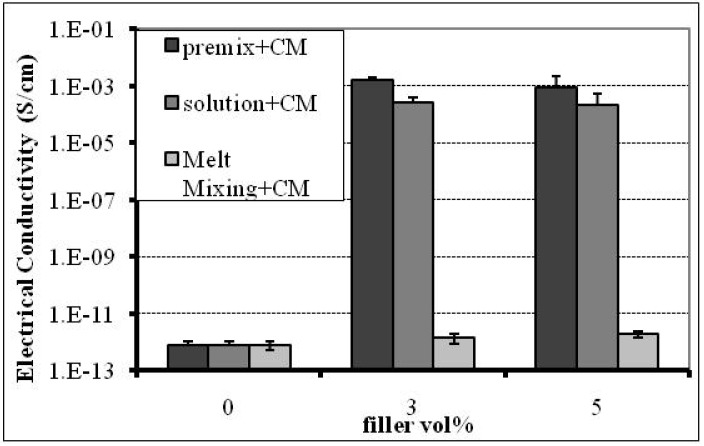 Electrical Conductivity (S/cm)
1.E-01
1.E-03
1.E-05
1.E-07
1.E-09
1.E-11
1.E-13
premix+CM
solution+CM
Melt
Mixing+CM
0
3
5
filler vol%